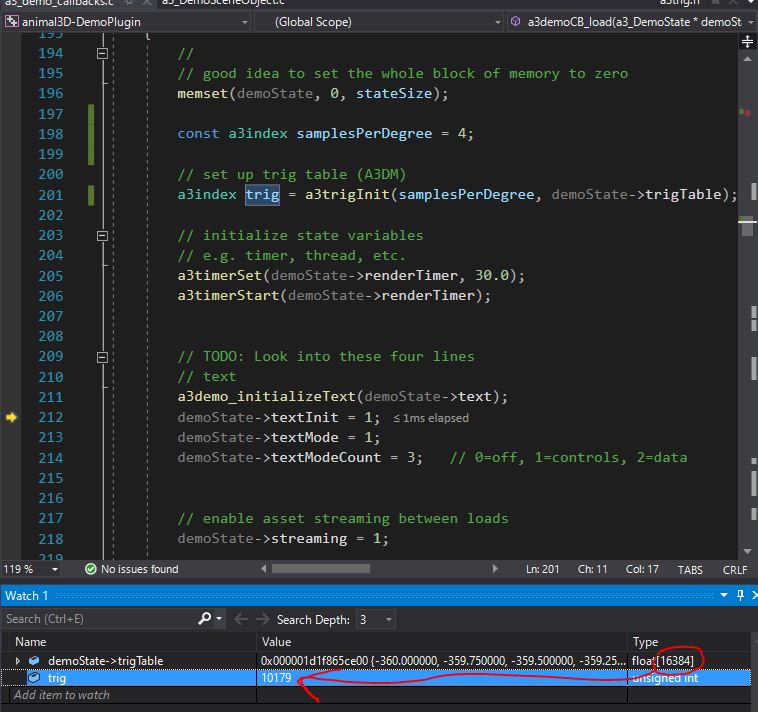 a3_demo_callbacks.c
a3_DemoSceneObject.c
a3trig.h
animal3D-DemoPlugin
(Global Scope)
a3demoCB_load(a3_DemoState * demoSt
193
194 //
195 // good idea to set the whole block of memory to zero
196 memset(demoState, 0, stateSize);
197
198 const a3index samplesPerDegree = 4;
199
200 // set up trig table (A3DM)
201 a3index trig = a3trigInit(samplesPerDegree, demoState->trigTable);
202
203 // initialize state variables
204 // e.g. timer, thread, etc.
205 a3timerSet(demoState->renderTimer, 30.0);
206 a3timerStart(demoState->renderTimer);
207
208
209 // TODO: Look into these four lines
210 // text
211 a3demo_initializeText(demoState->text);
212 demoState->textInit = 1; ≤ 1ms elapsed
213 demoState->textMode = 1;
214 demoState->textModeCount = 3; // 0=off, 1=controls, 2=data
215
216
217 // enable asset streaming between loads
218 demoState->streaming = 1;
219
119 % No issues found Ln: 201 Ch: 11 Col: 17 TABS CRLF
Watch 1
Search (Ctrl+E) Search Depth: 3
Name Value Type
demoState->trigTable 0x000001d1f865ce00 {-360.000000, -359.750000, -359.500000, -359.25... float[16384]
trig 10179 unsigned int
Add item to watch